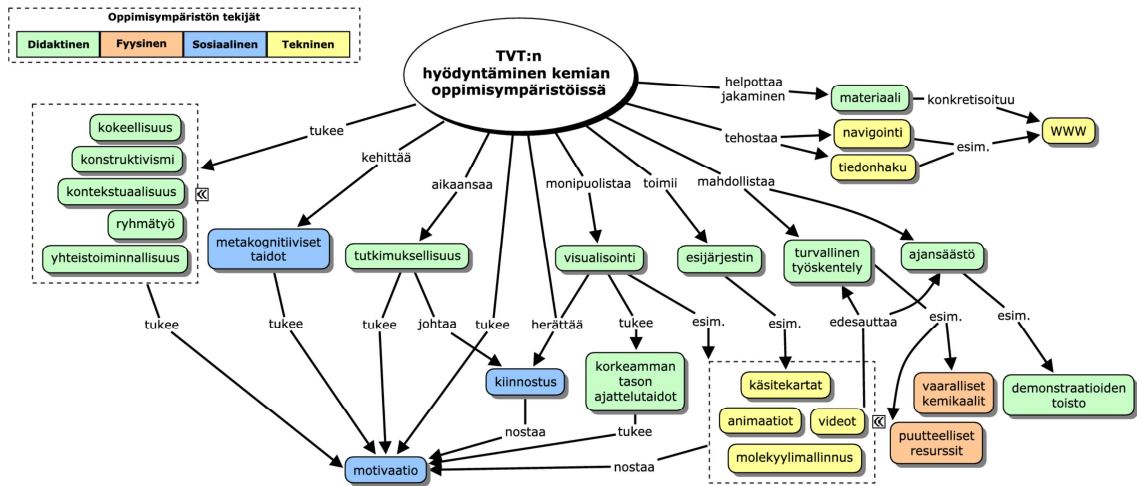 Oppimisympäristön tekijät
Didaktinen
Fyysinen
Sosiaalinen
Tekninen
TVT:n
hyödyntäminen kemian
oppimisympäristöissä
helpottaa
jakaminen
materiaali
konkretisoituu
WWW
tehostaa
navigointi
tiedonhaku
esim.
tukee
kehittää
aikaansaa
monipuolistaa
toimii
mahdollistaa
kokeellisuus
konstruktivismi
kontekstuaalisuus
ryhmätyö
yhteistoiminnallisuus
metakognitiiviset
taidot
tutkimuksellisuus
visualisointi
esijärjestin
turvallinen
työskentely
ajansäästö
tukee
tukee
tukee
johtaa
tukee
herättää
tukee
esim.
esim.
edesauttaa
esim.
esim.
kiinnostus
korkeamman
tason
ajattelutaidot
käsitekartat
animaatiot
videot
molekyylimallinnus
vaaralliset
kemikaalit
demonstraatioiden
toisto
puutteelliset
resurssit
nostaa
tukee
nostaa
motivaatio